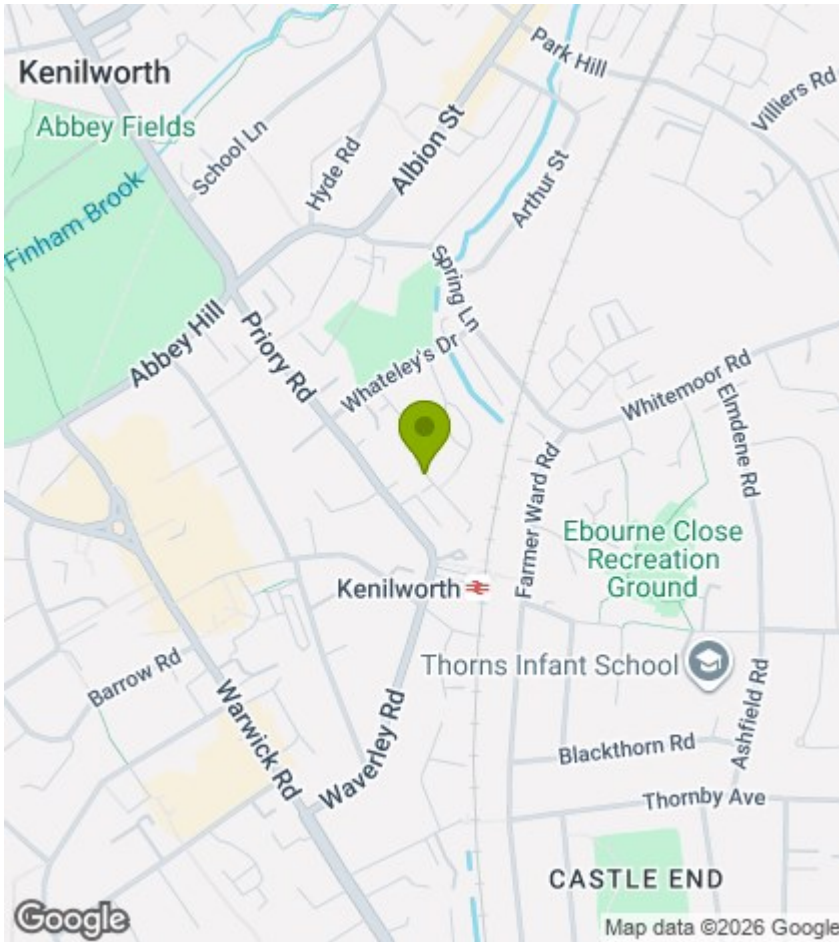 Kenilworth
Park Hill
Villiers Rd
Abbey Fields
School Ln
Hyde Rd
Albion St
Arthur St
Finham Brook
Spring Ln
Abbey Hill
Priory Rd
Whateley's Dr
Whitemoor Rd
Elmdene Rd
Farmer Ward Rd
Ebourne Close
Recreation
Ground
Kenilworth
Thorns Infant School
Barrow Rd
Warwick Rd
Waverley Rd
Ashfield Rd
Blackthorn Rd
Thornby Ave
CASTLE END
Google
Map data ©2026 Google